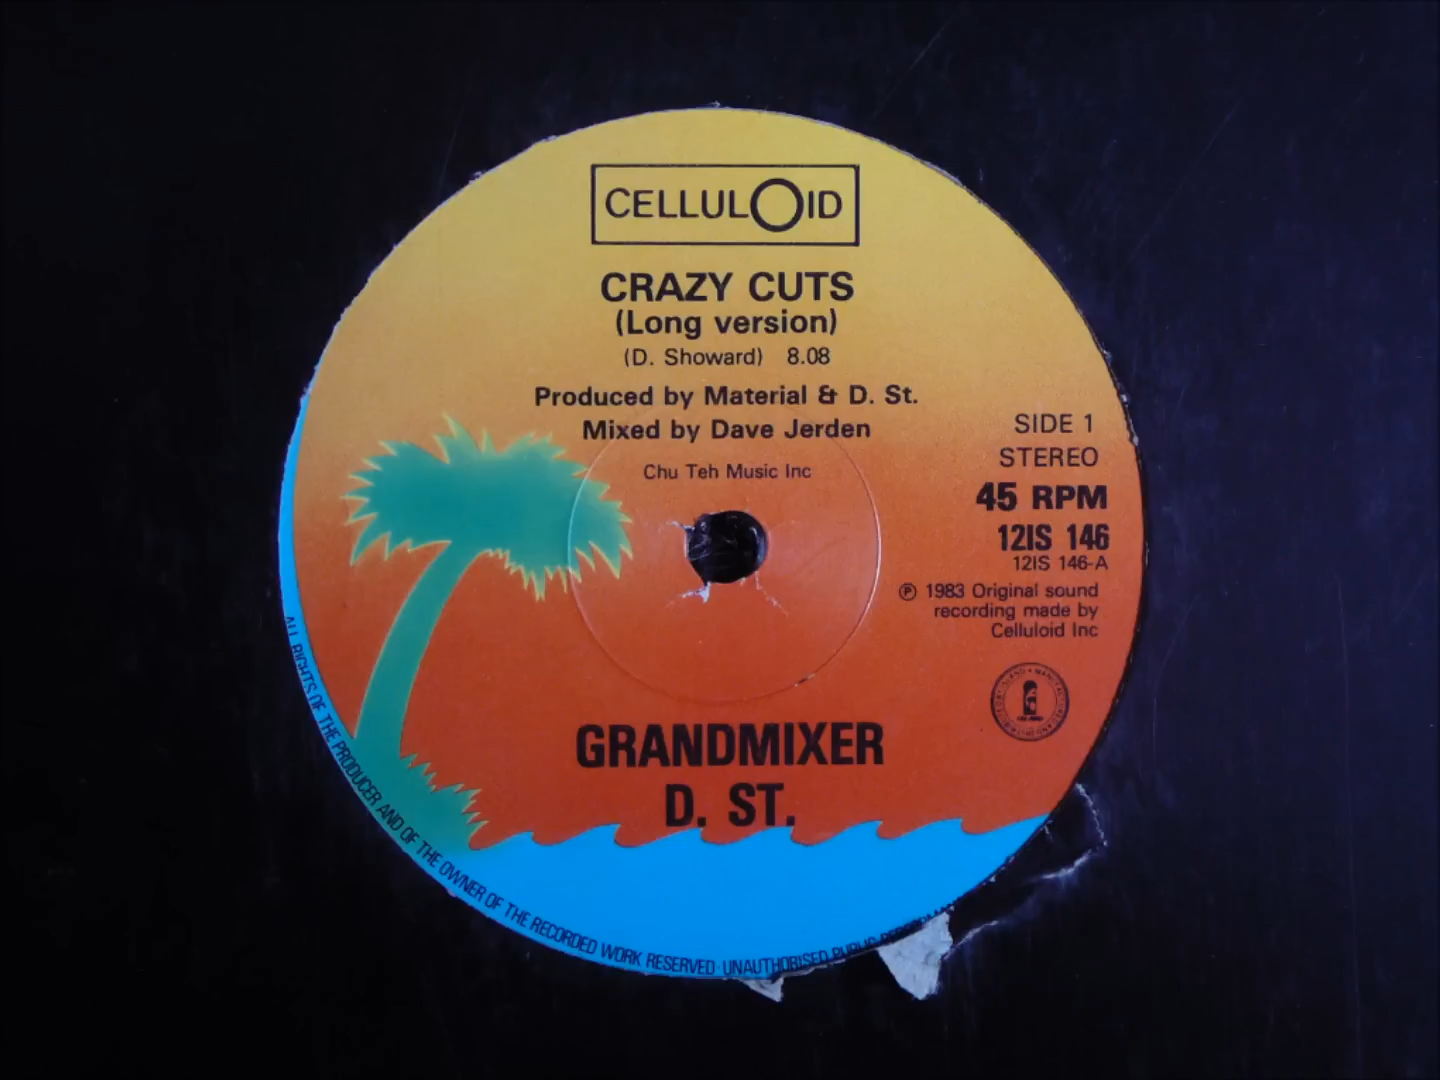 CELLULOID
CRAZY CUTS
(Long version)
(D. Showard) 8.08
Produced by Material & D. St.
Mixed by Dave Jerden
Chu Teh Music Inc
SIDE 1
STEREO
45 RPM
12IS 146
12IS 146-A
Ⓟ 1983 Original sound
recording made by
Celluloid Inc
GRANDMIXER
D. ST.
ALL RIGHTS OF THE PRODUCER AND OF THE OWNER OF THE RECORDED WORK RESERVED · UNAUTHORISED PUBLIC